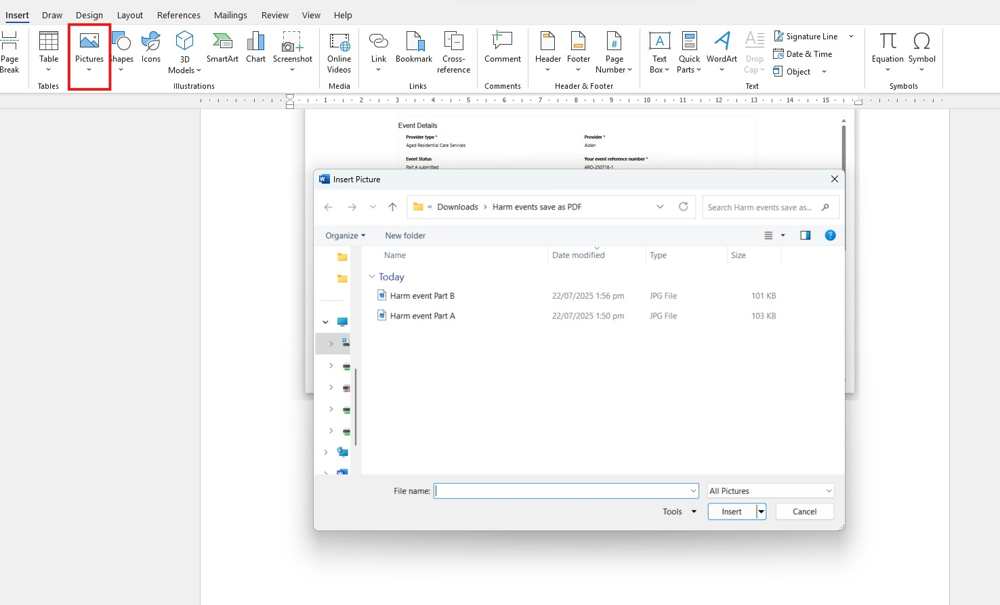 Insert Draw Design Layout References Mailings Review View Help
Page Break
Table
Pictures
Shapes
Icons
3D Models
SmartArt
Chart
Screenshot
Online Videos
Link
Bookmark
Cross-reference
Comment
Header
Footer
Page Number
Text Box
Quick Parts
WordArt
Drop Cap
Signature Line
Date & Time
Object
Equation
Symbol
Tables Illustrations Media Links Comments Header & Footer Text Symbols
1 2 3 4 5 6 7 8 9 10 11 12 13 14 15
Event Details
Provider type * Provider *
Aged Residential Care Services Aiden
Event Status Your event reference number *
Part A submitted ARO-250718-1
Insert Picture
« Downloads > Harm events save as PDF Search Harm events save as...
Organize New folder
Name Date modified Type Size
Today
Harm event Part B 22/07/2025 1:56 pm JPG File 101 KB
Harm event Part A 22/07/2025 1:50 pm JPG File 103 KB
File name: All Pictures
Tools Insert Cancel